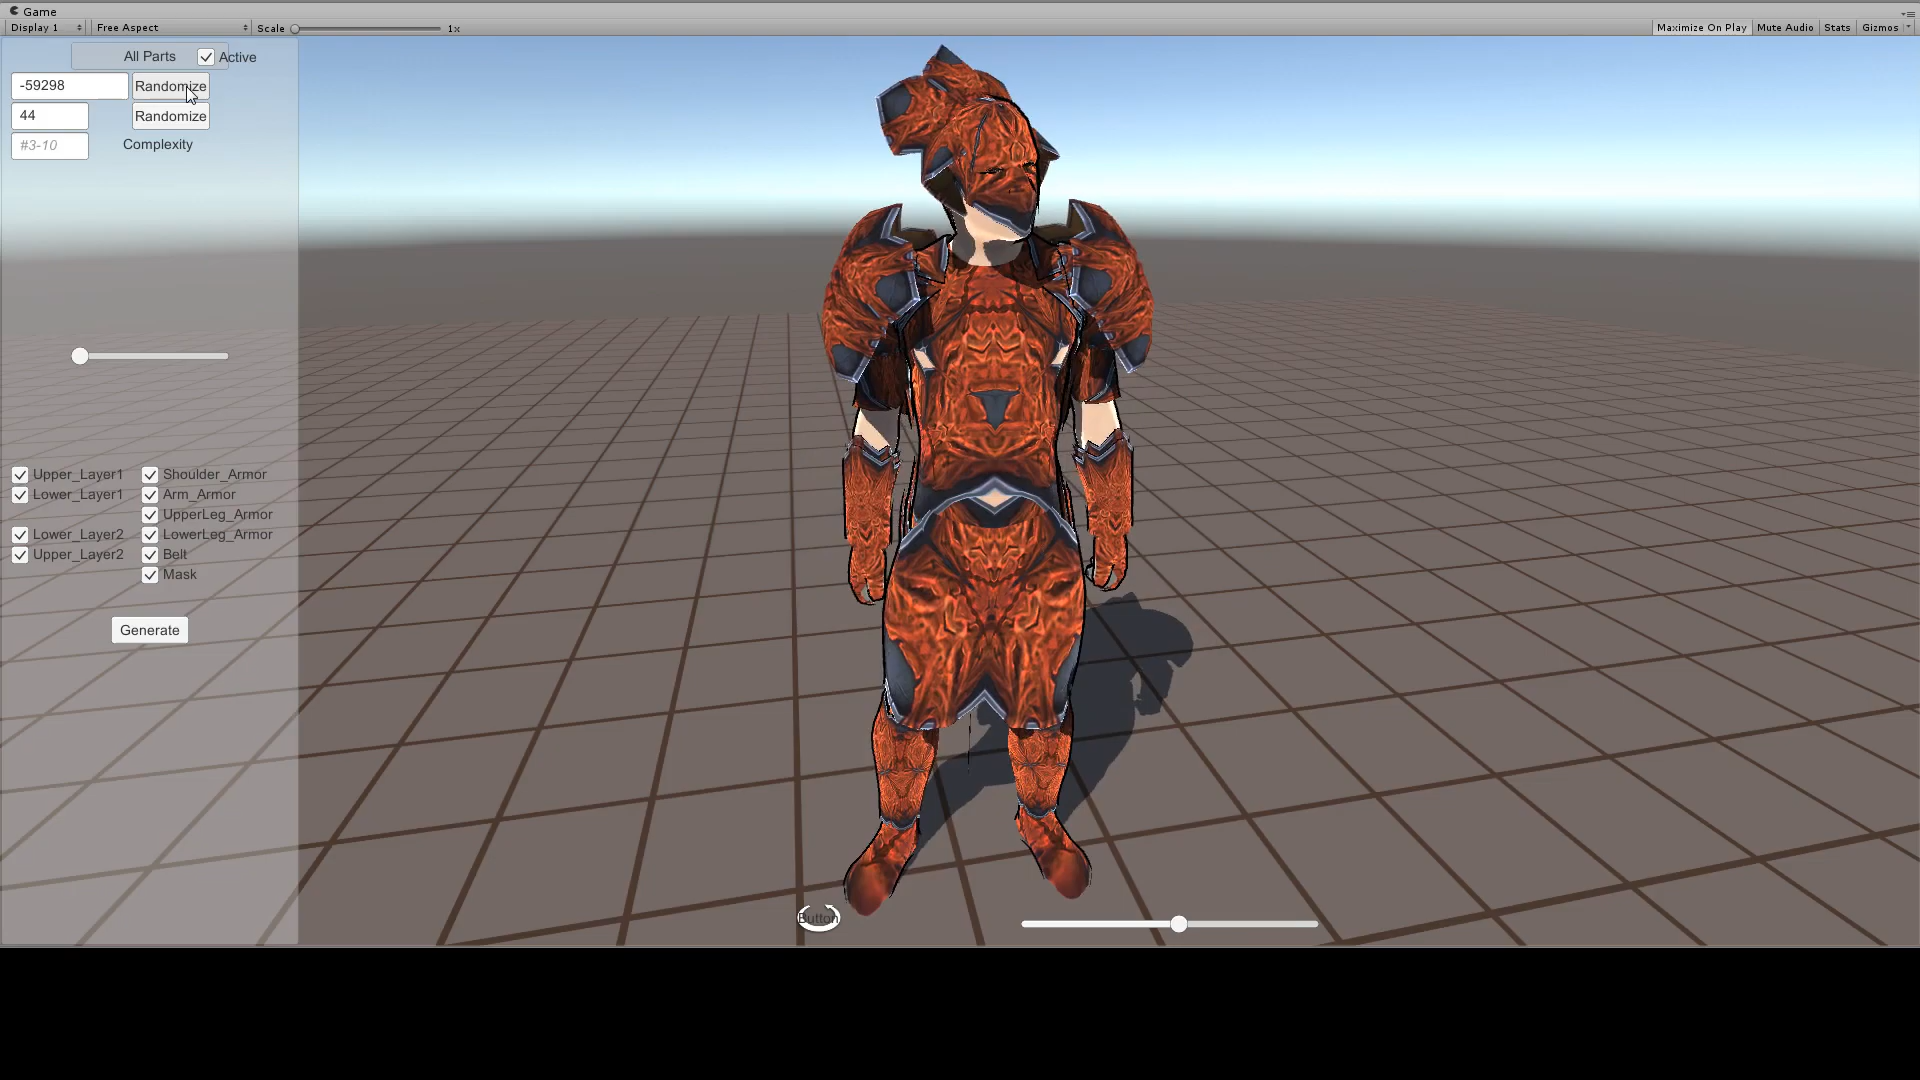 Game
Display 1 Free Aspect Scale 1x Maximize On Play Mute Audio Stats Gizmos
All Parts Active
-59298 Randomize
44 Randomize
#3-10 Complexity
Upper_Layer1 Shoulder_Armor
Lower_Layer1 Arm_Armor
UpperLeg_Armor
Lower_Layer2 LowerLeg_Armor
Upper_Layer2 Belt
Mask
Generate
Button